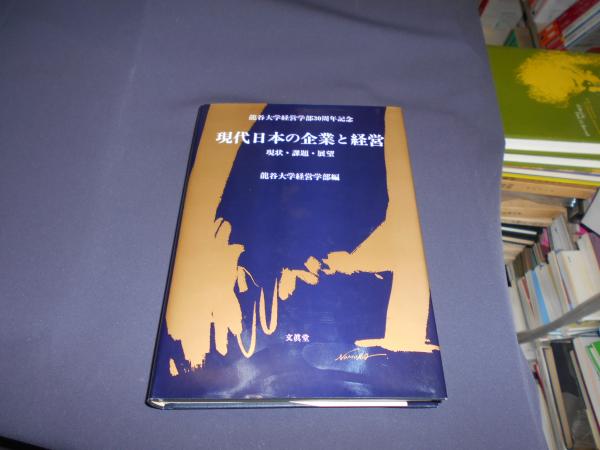 龍谷大学経営学部30周年記念
現代日本の企業と経営
現状・課題・展望
龍谷大学経営学部編
文眞堂